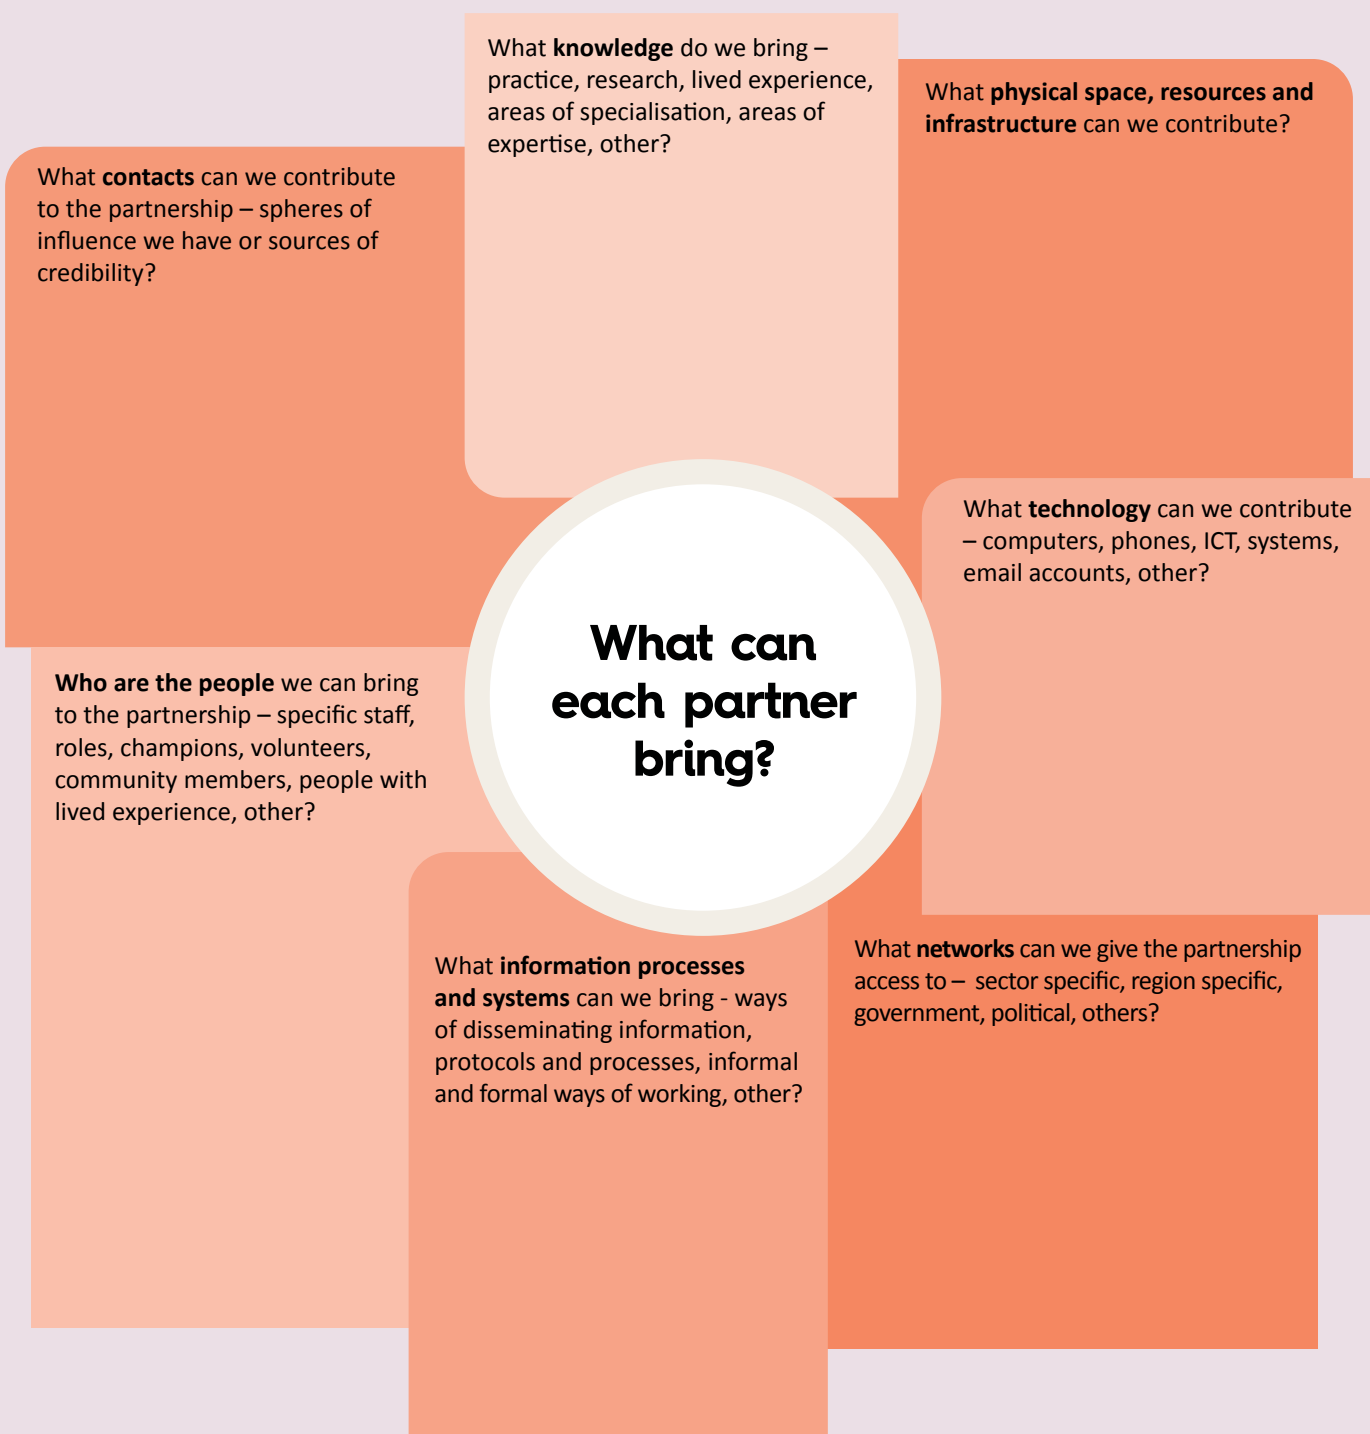 What knowledge do we bring –
practice, research, lived experience,
areas of specialisation, areas of
expertise, other?
What physical space, resources and
infrastructure can we contribute?
What contacts can we contribute
to the partnership – spheres of
influence we have or sources of
credibility?
What technology can we contribute
– computers, phones, ICT, systems,
email accounts, other?
What can
each partner
bring?
Who are the people we can bring
to the partnership – specific staff,
roles, champions, volunteers,
community members, people with
lived experience, other?
What information processes
and systems can we bring - ways
of disseminating information,
protocols and processes, informal
and formal ways of working, other?
What networks can we give the partnership
access to – sector specific, region specific,
government, political, others?